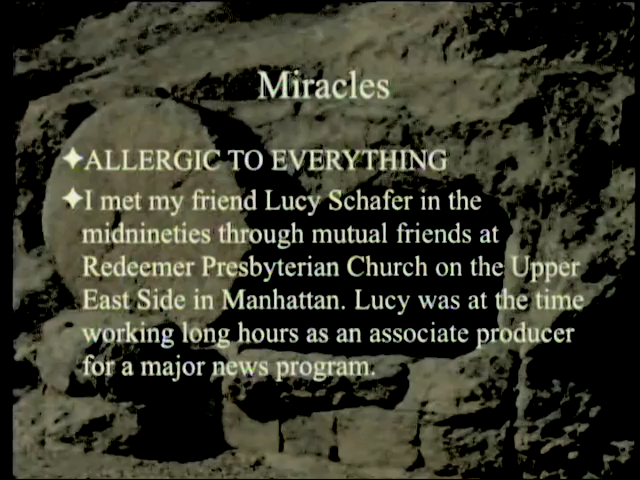 Miracles
✦ALLERGIC TO EVERYTHING
✦I met my friend Lucy Schafer in the
midnineties through mutual friends at
Redeemer Presbyterian Church on the Upper
East Side in Manhattan. Lucy was at the time
working long hours as an associate producer
for a major news program.